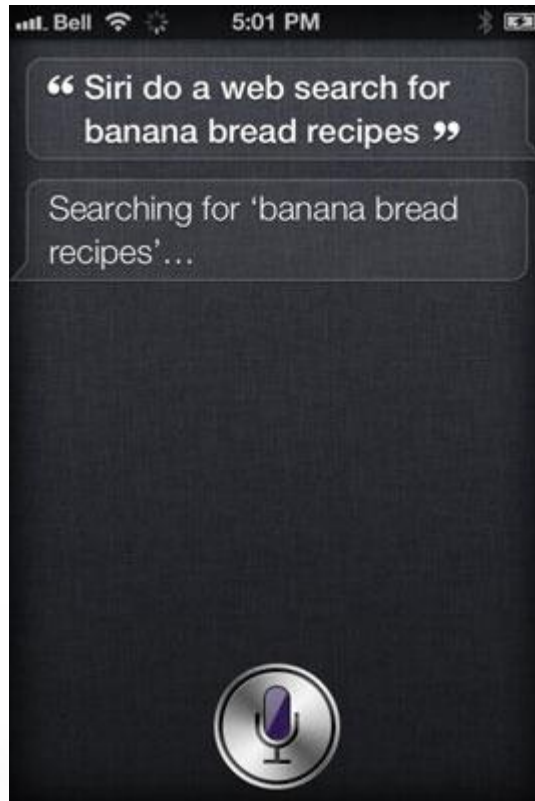 Bell 5:01 PM
“ Siri do a web search for
banana bread recipes ”
Searching for ‘banana bread
recipes’…